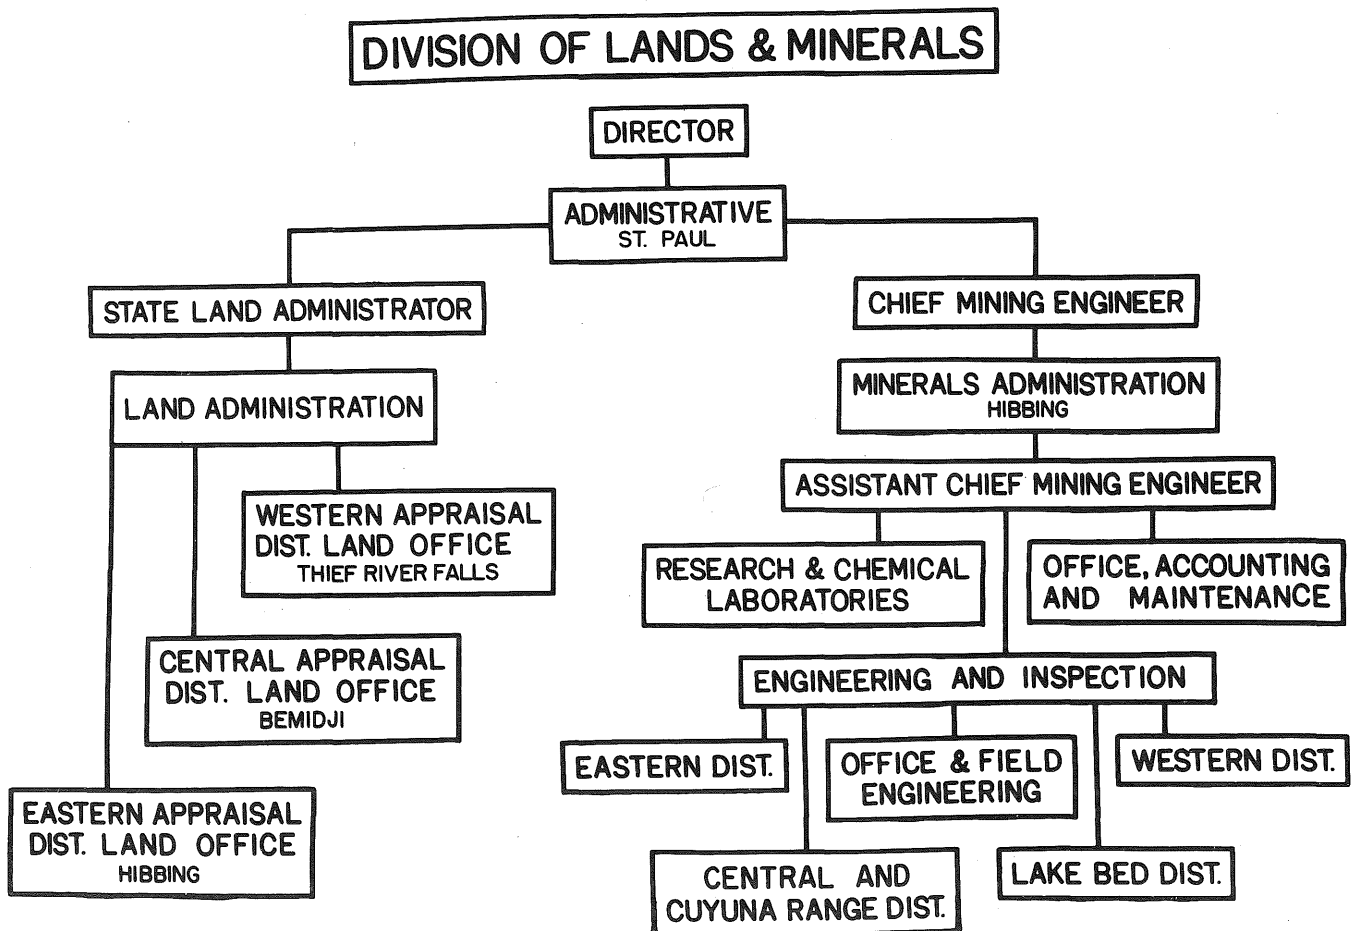 DIVISION OF LANDS & MINERALS
DIRECTOR
ADMINISTRATIVE
ST. PAUL
STATE LAND ADMINISTRATOR
CHIEF MINING ENGINEER
LAND ADMINISTRATION
MINERALS ADMINISTRATION
HIBBING
ASSISTANT CHIEF MINING ENGINEER
WESTERN APPRAISAL
DIST. LAND OFFICE
THIEF RIVER FALLS
RESEARCH & CHEMICAL
LABORATORIES
OFFICE, ACCOUNTING
AND MAINTENANCE
CENTRAL APPRAISAL
DIST. LAND OFFICE
BEMIDJI
ENGINEERING AND INSPECTION
EASTERN DIST.
OFFICE & FIELD
ENGINEERING
WESTERN DIST.
EASTERN APPRAISAL
DIST. LAND OFFICE
HIBBING
CENTRAL AND
CUYUNA RANGE DIST.
LAKE BED DIST.